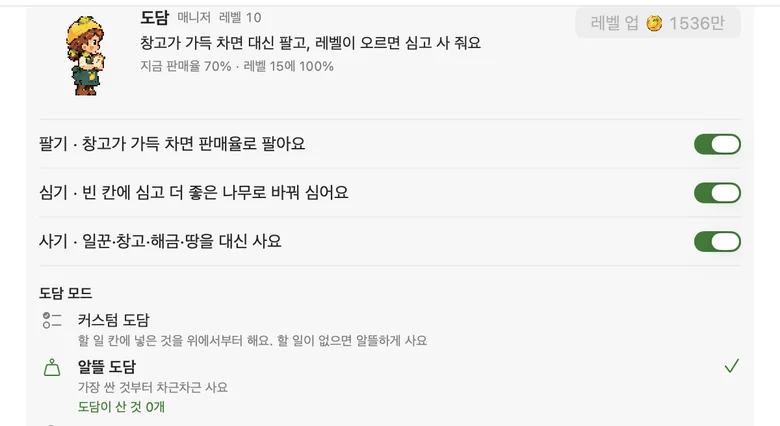 도담 매니저 레벨 10
레벨 업 1536만
창고가 가득 차면 대신 팔고, 레벨이 오르면 심고 사 줘요
지금 판매율 70% · 레벨 15에 100%
팔기 · 창고가 가득 차면 판매율로 팔아요
심기 · 빈 칸에 심고 더 좋은 나무로 바꿔 심어요
사기 · 일꾼·창고·해금·땅을 대신 사요
도담 모드
커스텀 도담
할 일 칸에 넣은 것을 위에서부터 해요. 할 일이 없으면 알뜰하게 사요
알뜰 도담
가장 싼 것부터 차근차근 사요
도담이 산 것 0개